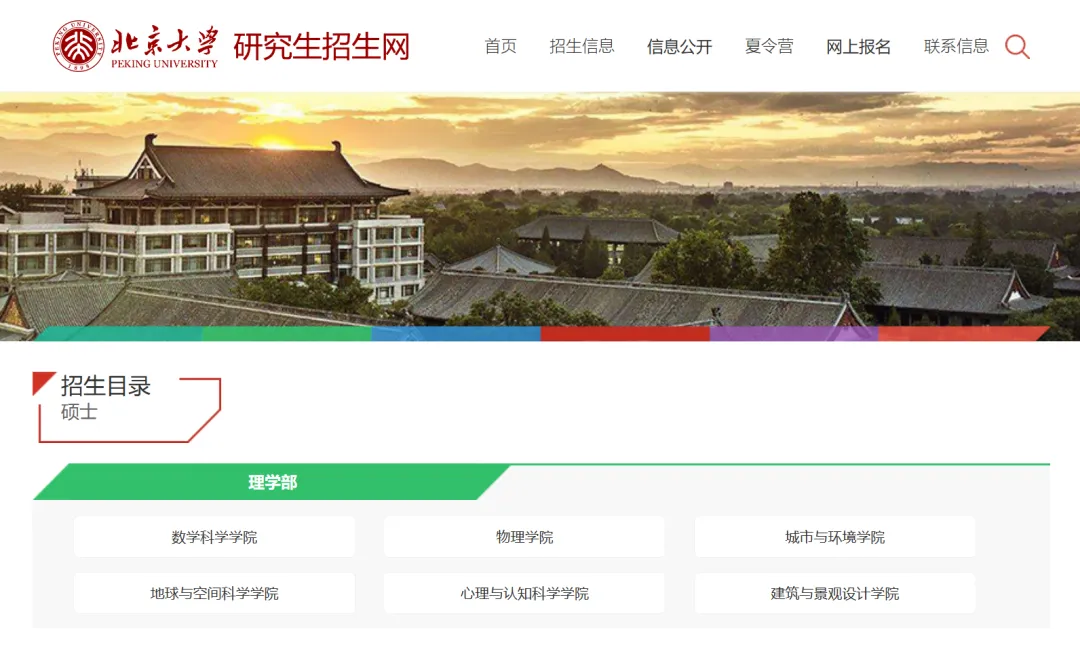 PEKING UNIVERSITY
1898
北京大学
PEKING UNIVERSITY
研究生招生网
首页 招生信息 信息公开 夏令营 网上报名 联系信息
招生目录
硕士
理学部
数学科学学院 物理学院 城市与环境学院
地球与空间科学学院 心理与认知科学学院 建筑与景观设计学院